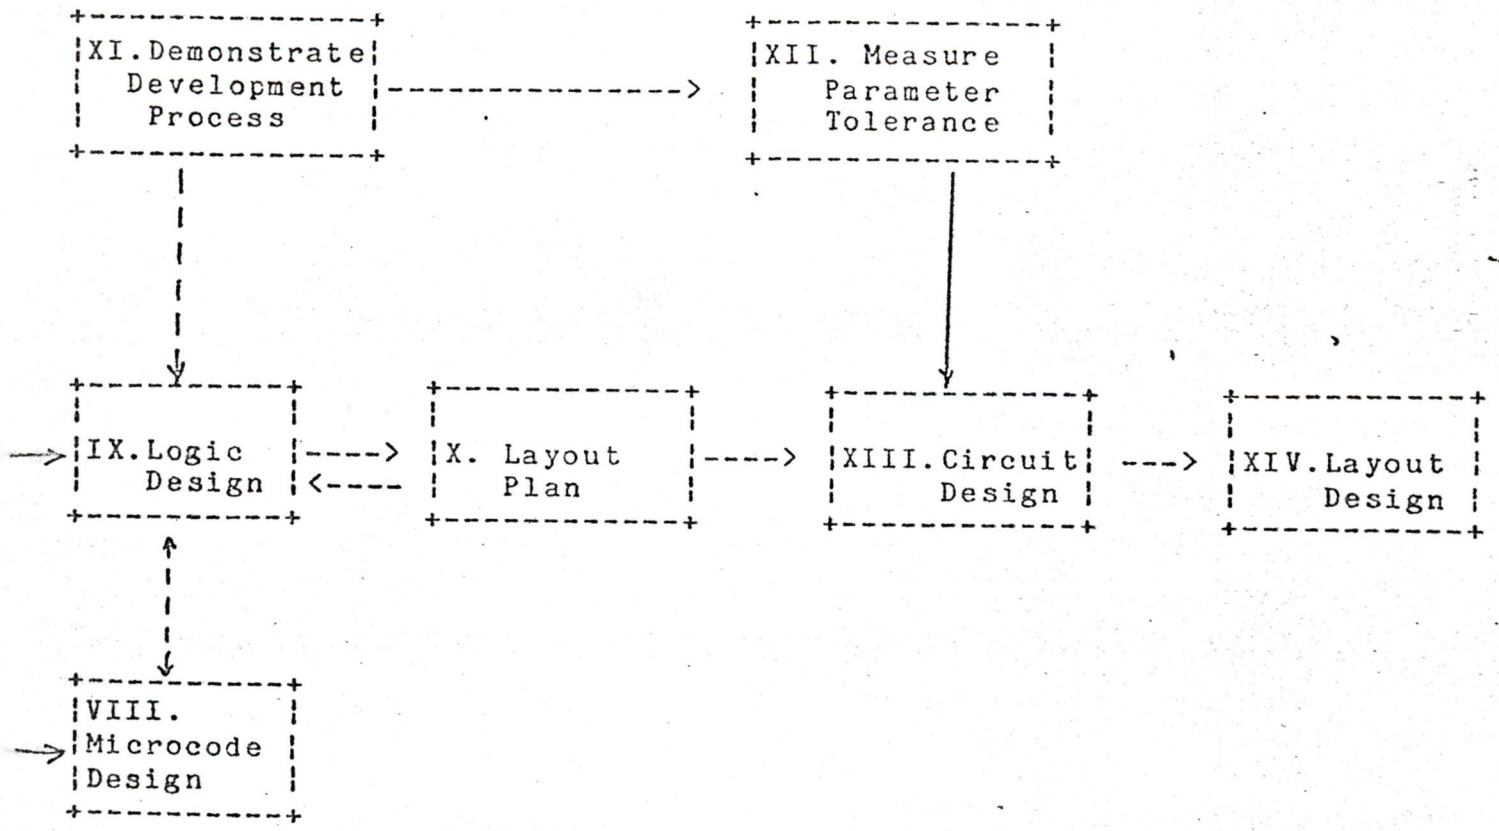 XI.Demonstrate
Development
Process
XII. Measure
Parameter
Tolerance
IX.Logic
Design
X. Layout
Plan
XIII.Circuit
Design
XIV.Layout
Design
VIII.
Microcode
Design